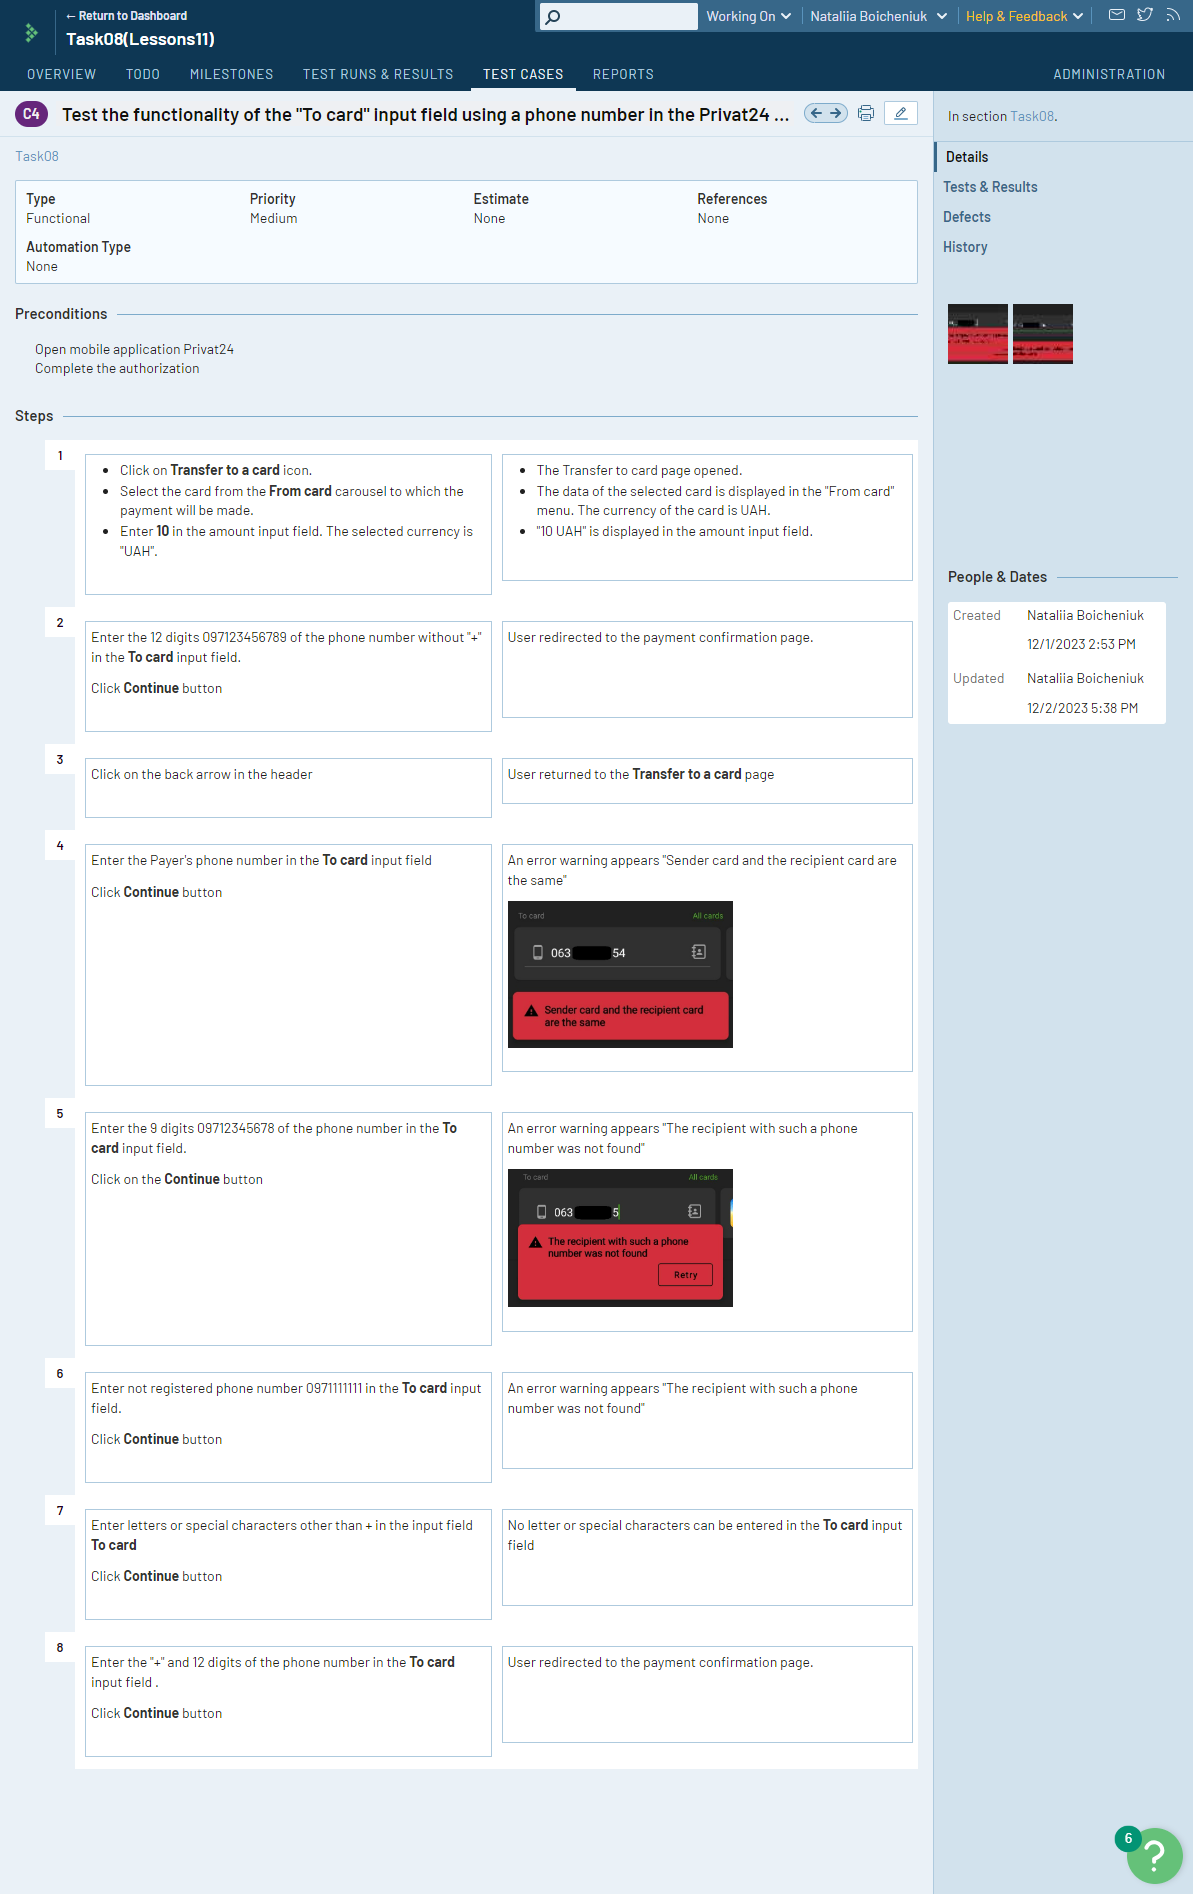 ← Return to Dashboard
Task08(Lessons11)
Working On
Nataliia Boicheniuk
Help & Feedback
OVERVIEW TODO MILESTONES TEST RUNS & RESULTS TEST CASES REPORTS ADMINISTRATION
C4 Test the functionality of the "To card" input field using a phone number in the Privat24 ...
In section Task08.
Task08
Details
Tests & Results
Defects
History
Type Priority Estimate References
Functional Medium None None
Automation Type
None
Preconditions
Open mobile application Privat24
Complete the authorization
Steps
1
Click on Transfer to a card icon.
Select the card from the From card carousel to which the
payment will be made.
Enter 10 in the amount input field. The selected currency is
"UAH".
The Transfer to card page opened.
The data of the selected card is displayed in the "From card"
menu. The currency of the card is UAH.
"10 UAH" is displayed in the amount input field.
People & Dates
Created Nataliia Boicheniuk
12/1/2023 2:53 PM
Updated Nataliia Boicheniuk
12/2/2023 5:38 PM
2
Enter the 12 digits 097123456789 of the phone number without "+"
in the To card input field.
Click Continue button
User redirected to the payment confirmation page.
3
Click on the back arrow in the header
User returned to the Transfer to a card page
4
Enter the Payer's phone number in the To card input field
Click Continue button
An error warning appears "Sender card and the recipient card are
the same"
To card All cards
063 54
Sender card and the recipient card
are the same
5
Enter the 9 digits 09712345678 of the phone number in the To
card input field.
Click on the Continue button
An error warning appears "The recipient with such a phone
number was not found"
To card All cards
063 5
The recipient with such a phone
number was not found
Retry
6
Enter not registered phone number 0971111111 in the To card input
field.
Click Continue button
An error warning appears "The recipient with such a phone
number was not found"
7
Enter letters or special characters other than + in the input field
To card
Click Continue button
No letter or special characters can be entered in the To card input
field
8
Enter the "+" and 12 digits of the phone number in the To card
input field .
Click Continue button
User redirected to the payment confirmation page.
6
?